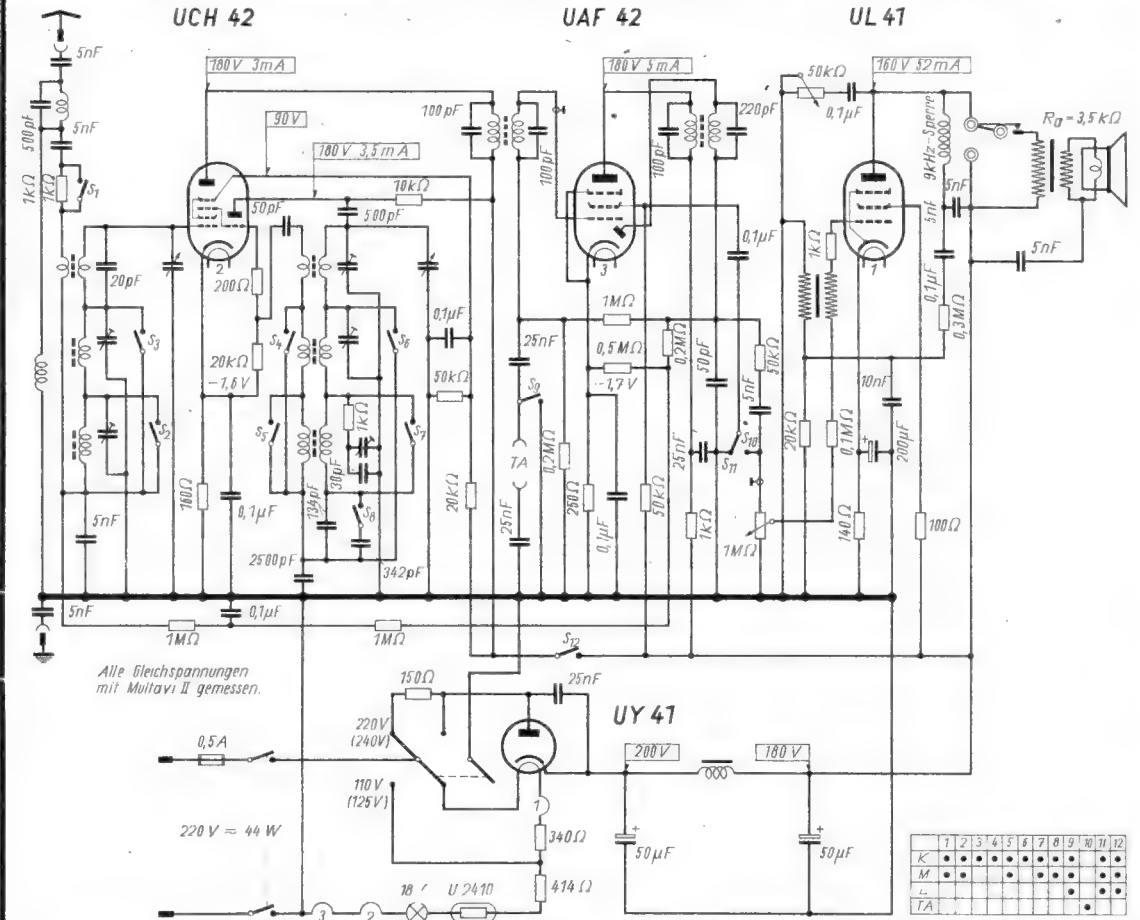 UCH 42
UAF 42
UL 41
5nF
500pF
5nF
1kΩ
1kΩ
S1
180V 3mA
90V
180V 3,5mA
10kΩ
50pF
500pF
2
200Ω
20pF
S3
S2
20kΩ
-1,6V
S4
S5
S6
S7
1kΩ
30pF
134pF
S8
342pF
2500pF
160Ω
0,1µF
5nF
0,1µF
50kΩ
20kΩ
100pF
100pF
180V 5mA
100pF
220pF
3
0,1µF
1MΩ
0,5MΩ
-1,7V
0,2MΩ
50pF
50kΩ
5nF
25nF
S9
TA
25nF
0,2MΩ
250Ω
0,1µF
50kΩ
25nF
S10
S11
1kΩ
1MΩ
50kΩ
0,1µF
160V 52mA
9kHz-Sperre
Ra = 3,5kΩ
5nF
5nF
1kΩ
1
0,1µF
0,3MΩ
10nF
20kΩ
0,1MΩ
200µF
140Ω
100Ω
5nF
0,1µF
1MΩ
1MΩ
S12
Alle Gleichspannungen
mit Multavi II gemessen.
150Ω
25nF
UY 41
220V
(240V)
0,5A
110V
(125V)
200V
180V
1
340Ω
220V = 44W
50µF
50µF
414Ω
18
U 2410
3
2
1 2 3 4 5 6 7 8 9 10 11 12
K
M
L
TA